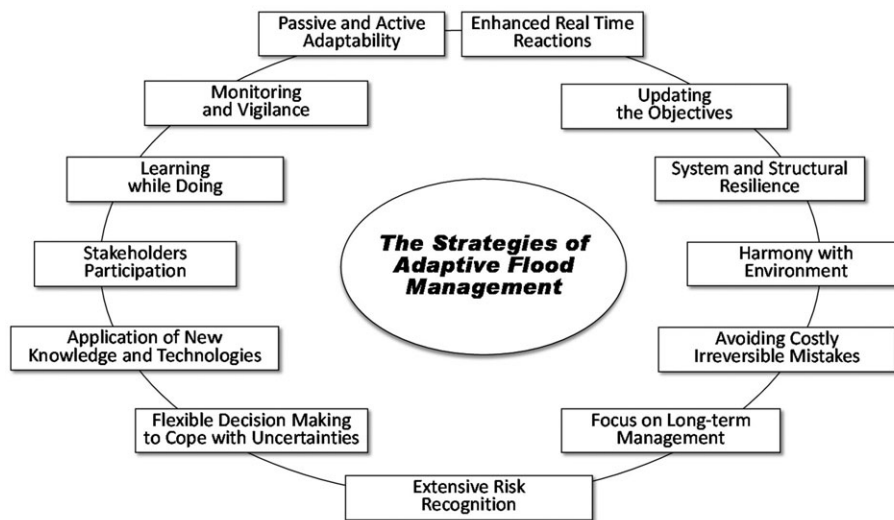 Passive and Active
Adaptability
Enhanced Real Time
Reactions
Monitoring
and Vigilance
Updating
the Objectives
Learning
while Doing
System and Structural
Resilience
The Strategies of
Adaptive Flood
Management
Stakeholders
Participation
Harmony with
Environment
Application of New
Knowledge and Technologies
Avoiding Costly
Irreversible Mistakes
Flexible Decision Making
to Cope with Uncertainties
Focus on Long-term
Management
Extensive Risk
Recognition